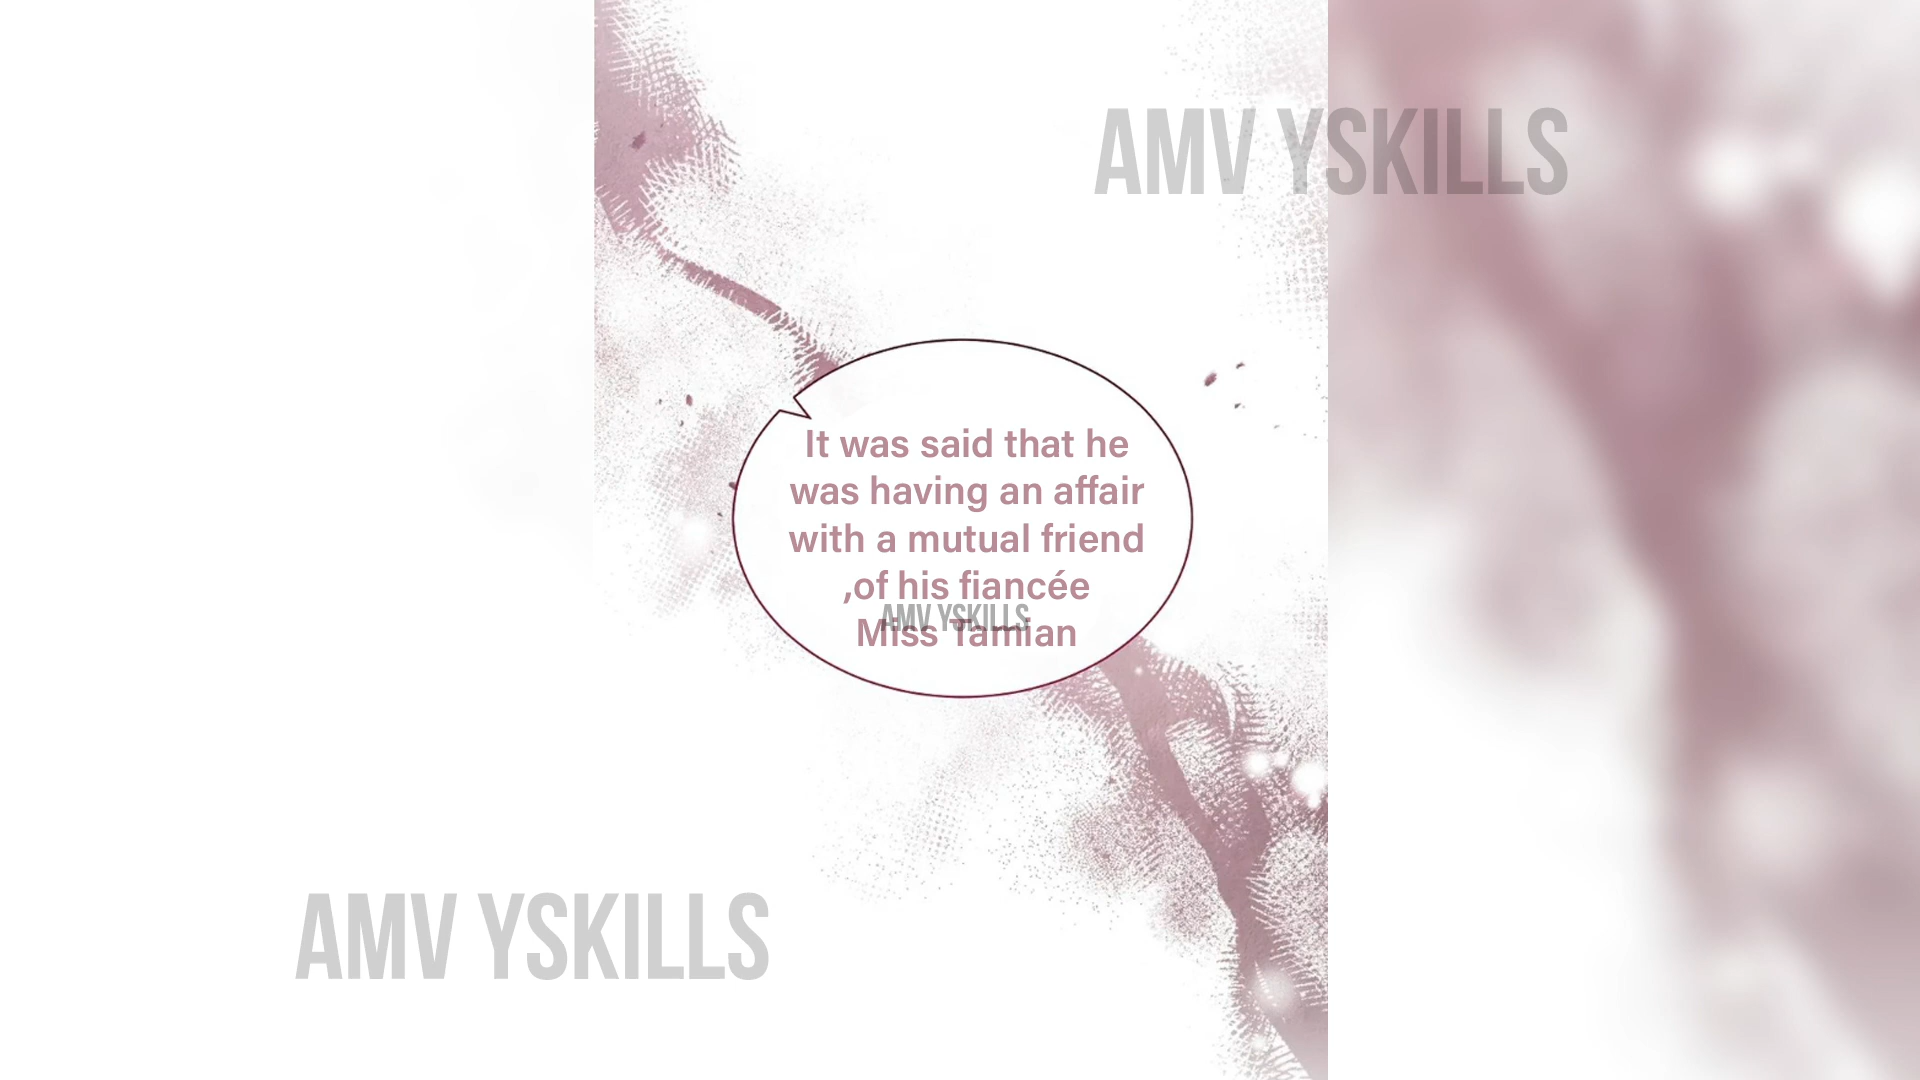 AMV YSKILLS
It was said that he
was having an affair
with a mutual friend
,of his fiancée
AMV YSKILLS
Miss Tamian
AMV YSKILLS